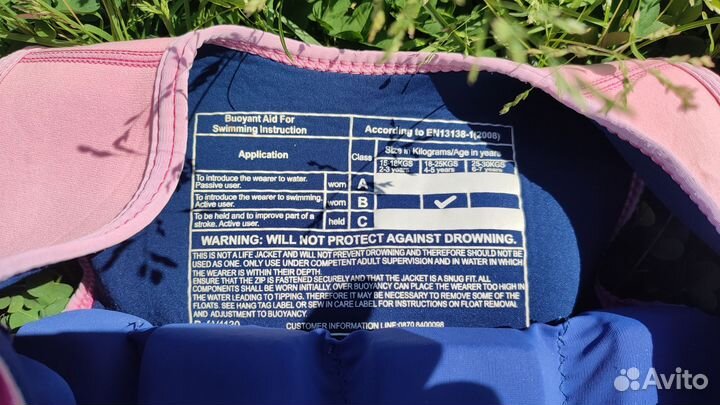 Buoyant Aid For
Swimming Instruction
According to EN13138-1(2008)
Application
Class
Size in Kilograms/Age in years
15-18KGS
2-3 years
18-25KGS
4-5 years
25-30KGS
6-7 years
To introduce the wearer to water.
Passive user.
worn
A
To introduce the wearer to swimming.
Active user.
worn
B
✓
To be held and to improve part of a
stroke. Active user.
held
C
WARNING: WILL NOT PROTECT AGAINST DROWNING.
THIS IS NOT A LIFE JACKET AND WILL NOT PREVENT DROWNING AND THEREFORE SHOULD NOT BE
USED AS ONE. ONLY USE UNDER COMPETENT ADULT SUPERVISION AND IN WATER IN WHICH
THE WEARER IS WITHIN THEIR DEPTH.
ENSURE THAT THE ZIP IS FASTENED SECURELY AND THAT THE JACKET IS A SNUG FIT. ALL
COMPONENTS SHALL BE WORN INITIALLY. OVER BUOYANCY CAN PLACE THE WEARER TOO HIGH IN
THE WATER LEADING TO TIPPING, THEREFORE IT MAY BE NECESSARY TO REMOVE SOME OF THE
FLOATS. SEE HANG TAG LABEL OR SEW IN CARE LABEL FOR INSTRUCTIONS ON FLOAT REMOVAL
AND ADJUSTMENT TO BUOYANCY.
CUSTOMER INFORMATION LINE:0870 8400098
Avito